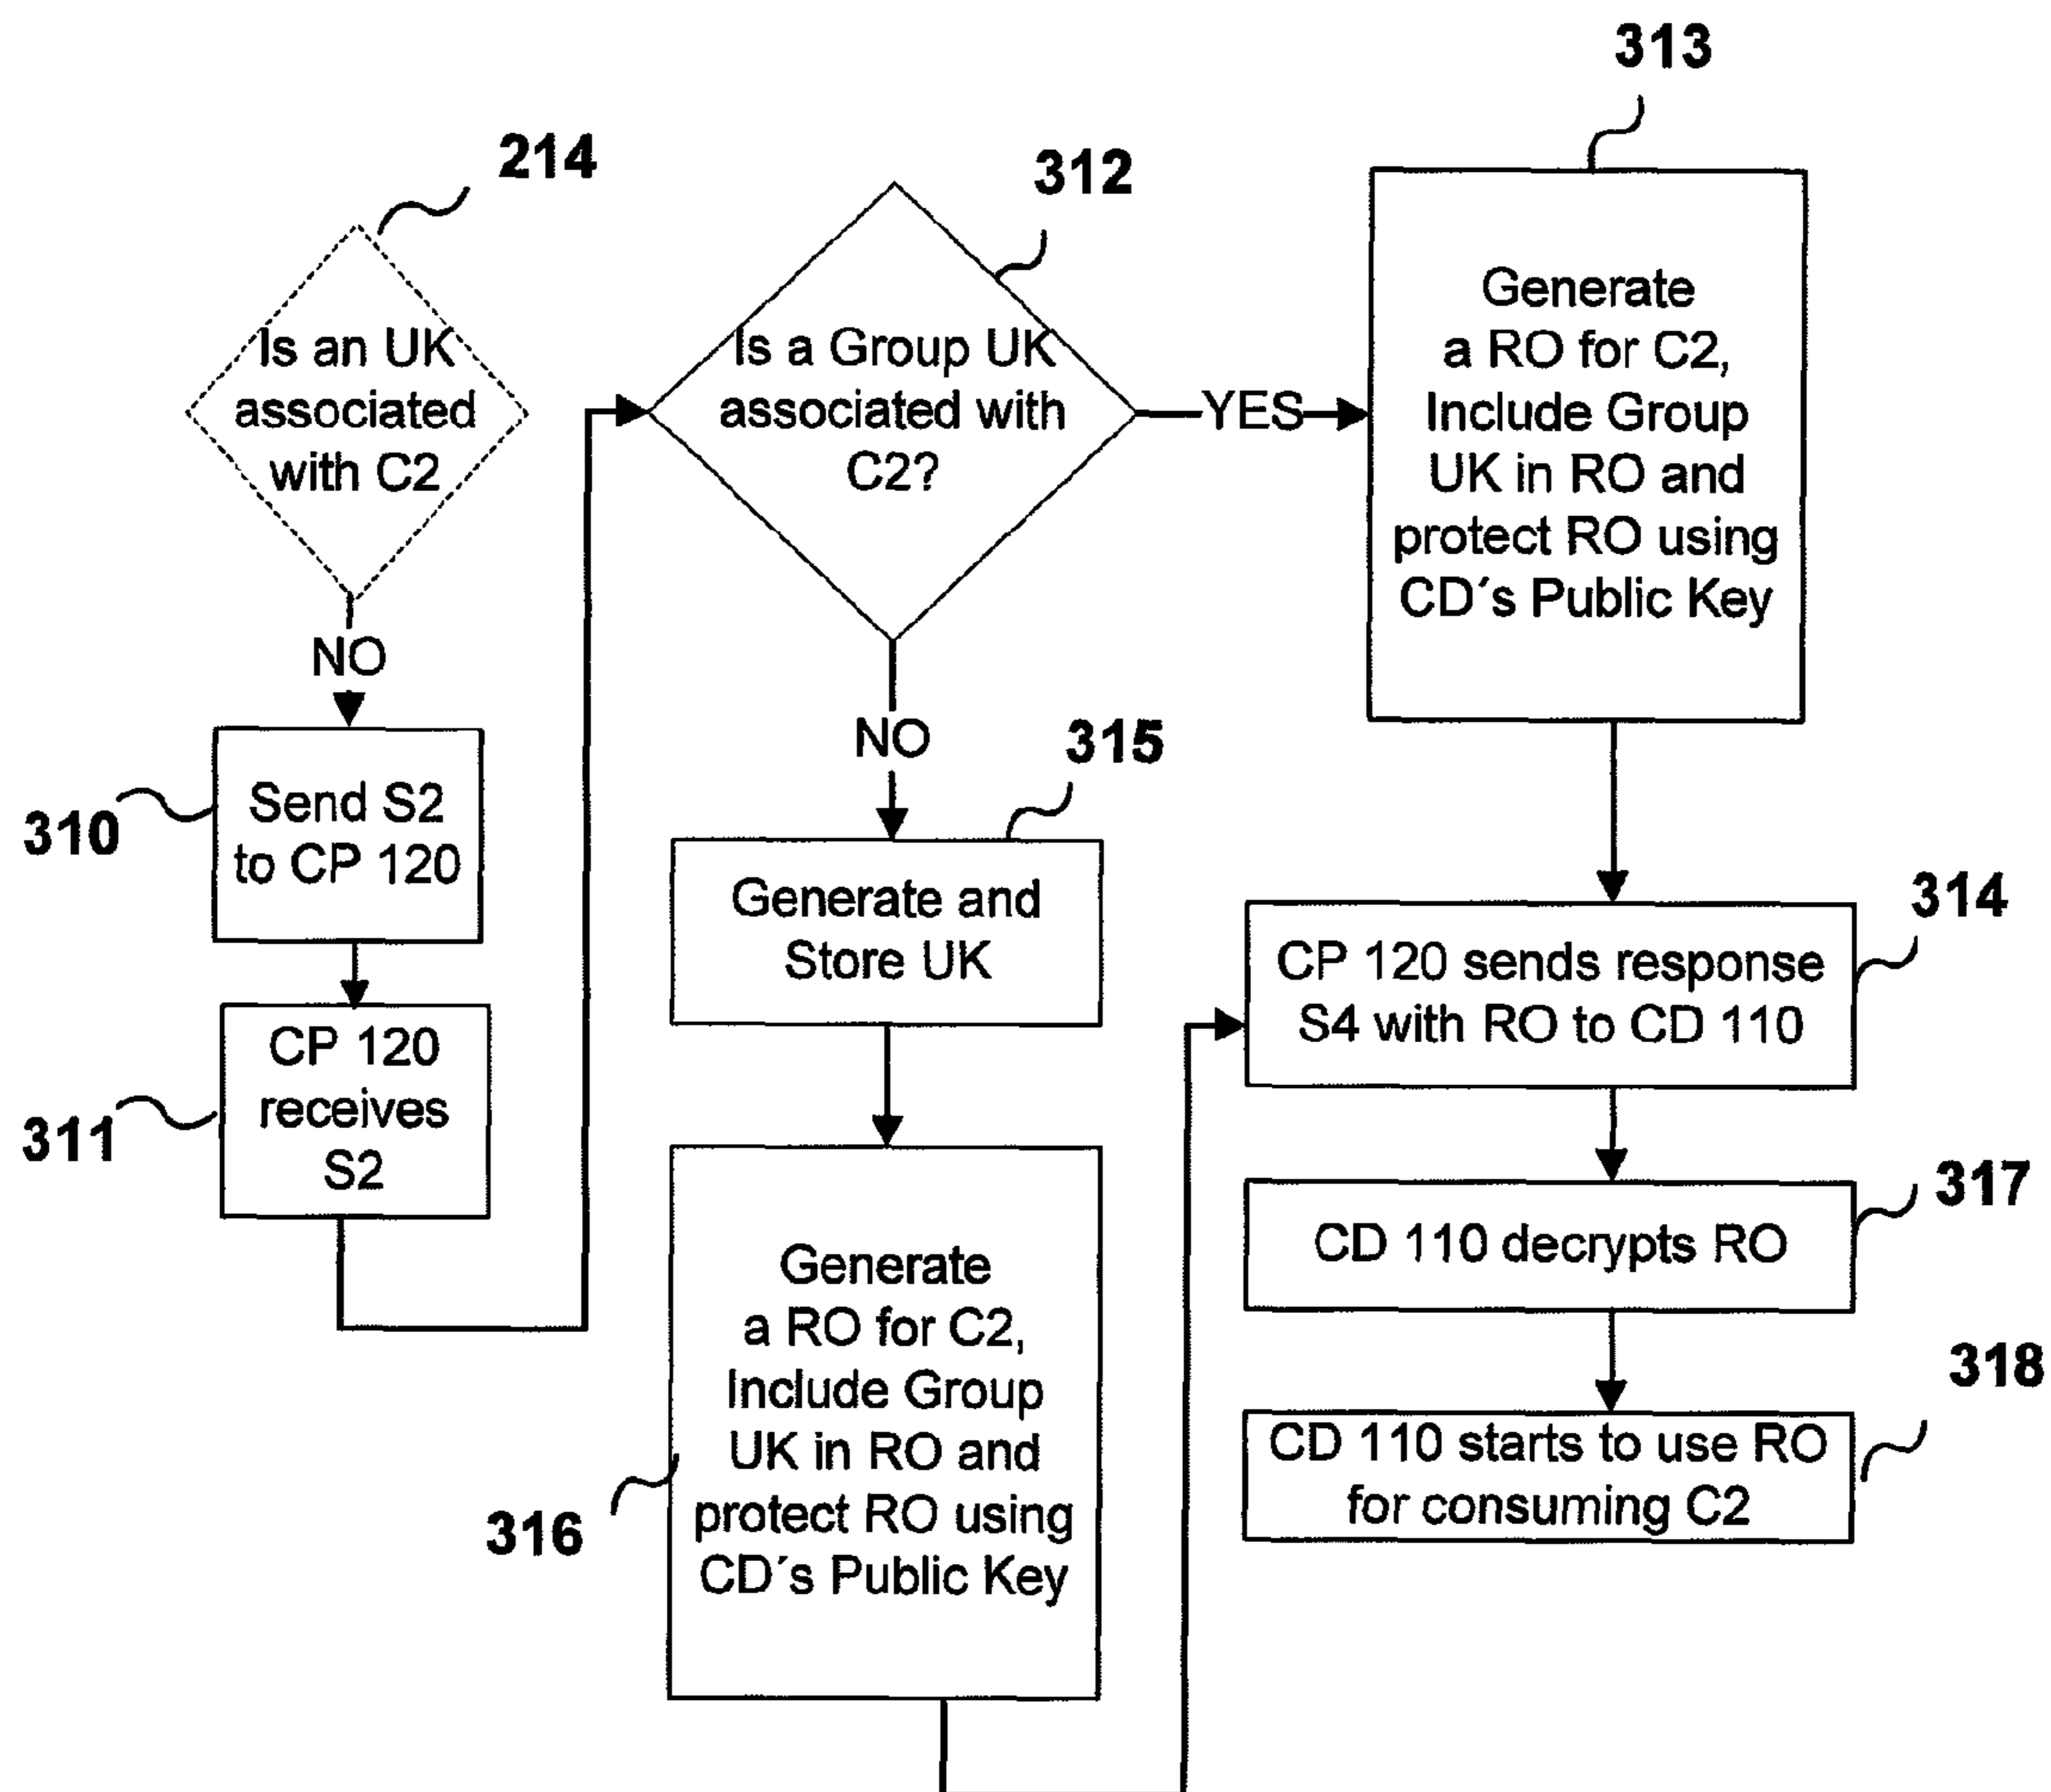 214
Is an UK
associated
with C2
NO
310
Send S2
to CP 120
311
CP 120
receives
S2
312
Is a Group UK
associated with
C2?
YES
NO
313
Generate
a RO for C2,
Include Group
UK in RO and
protect RO using
CD´s Public Key
315
Generate and
Store UK
316
Generate
a RO for C2,
Include Group
UK in RO and
protect RO using
CD´s Public Key
314
CP 120 sends response
S4 with RO to CD 110
317
CD 110 decrypts RO
318
CD 110 starts to use RO
for consuming C2